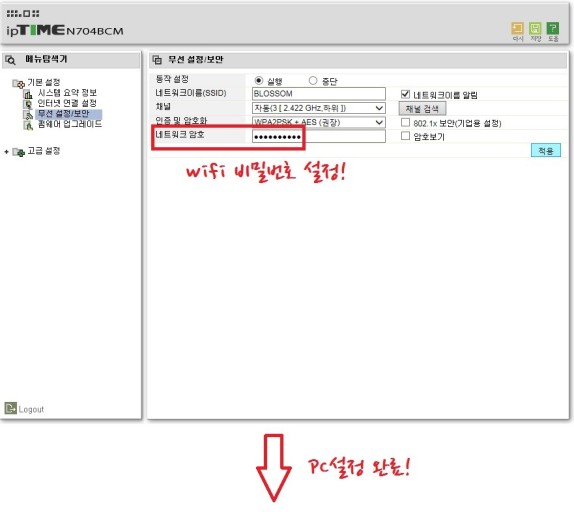 ipTIME N704BCM
다시 저장 도움
메뉴탐색기
기본 설정
시스템 요약 정보
인터넷 연결 설정
무선 설정/보안
펌웨어 업그레이드
고급 설정
Logout
무선 설정/보안
동작 설정 실행 중단
네트워크이름(SSID) BLOSSOM 네트워크이름 알림
채널 자동(3 [ 2.422 GHz,하위 ]) 채널 검색
인증 및 암호화 WPA2PSK + AES (권장) 802.1x 보안(기업용 설정)
네트워크 암호 ●●●●●●●●●● 암호보기
적용
wifi 비밀번호 설정!
PC설정 완료!